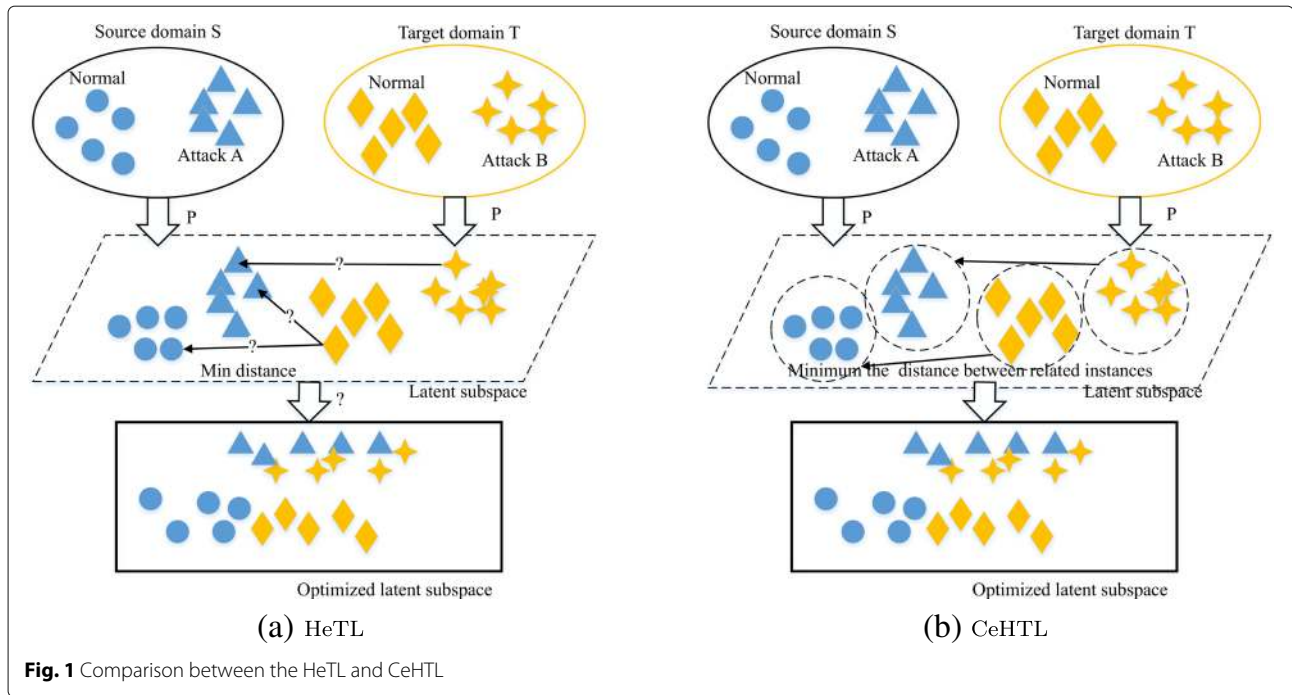 Source domain S
Normal
Attack A
Target domain T
Normal
Attack B
P
P
?
?
?
Min distance
Latent subspace
?
Optimized latent subspace
(a) HeTL
Source domain S
Normal
Attack A
Target domain T
Normal
Attack B
P
P
Minimum the distance between related instances
Latent subspace
Optimized latent subspace
(b) CeHTL
Fig. 1 Comparison between the HeTL and CeHTL